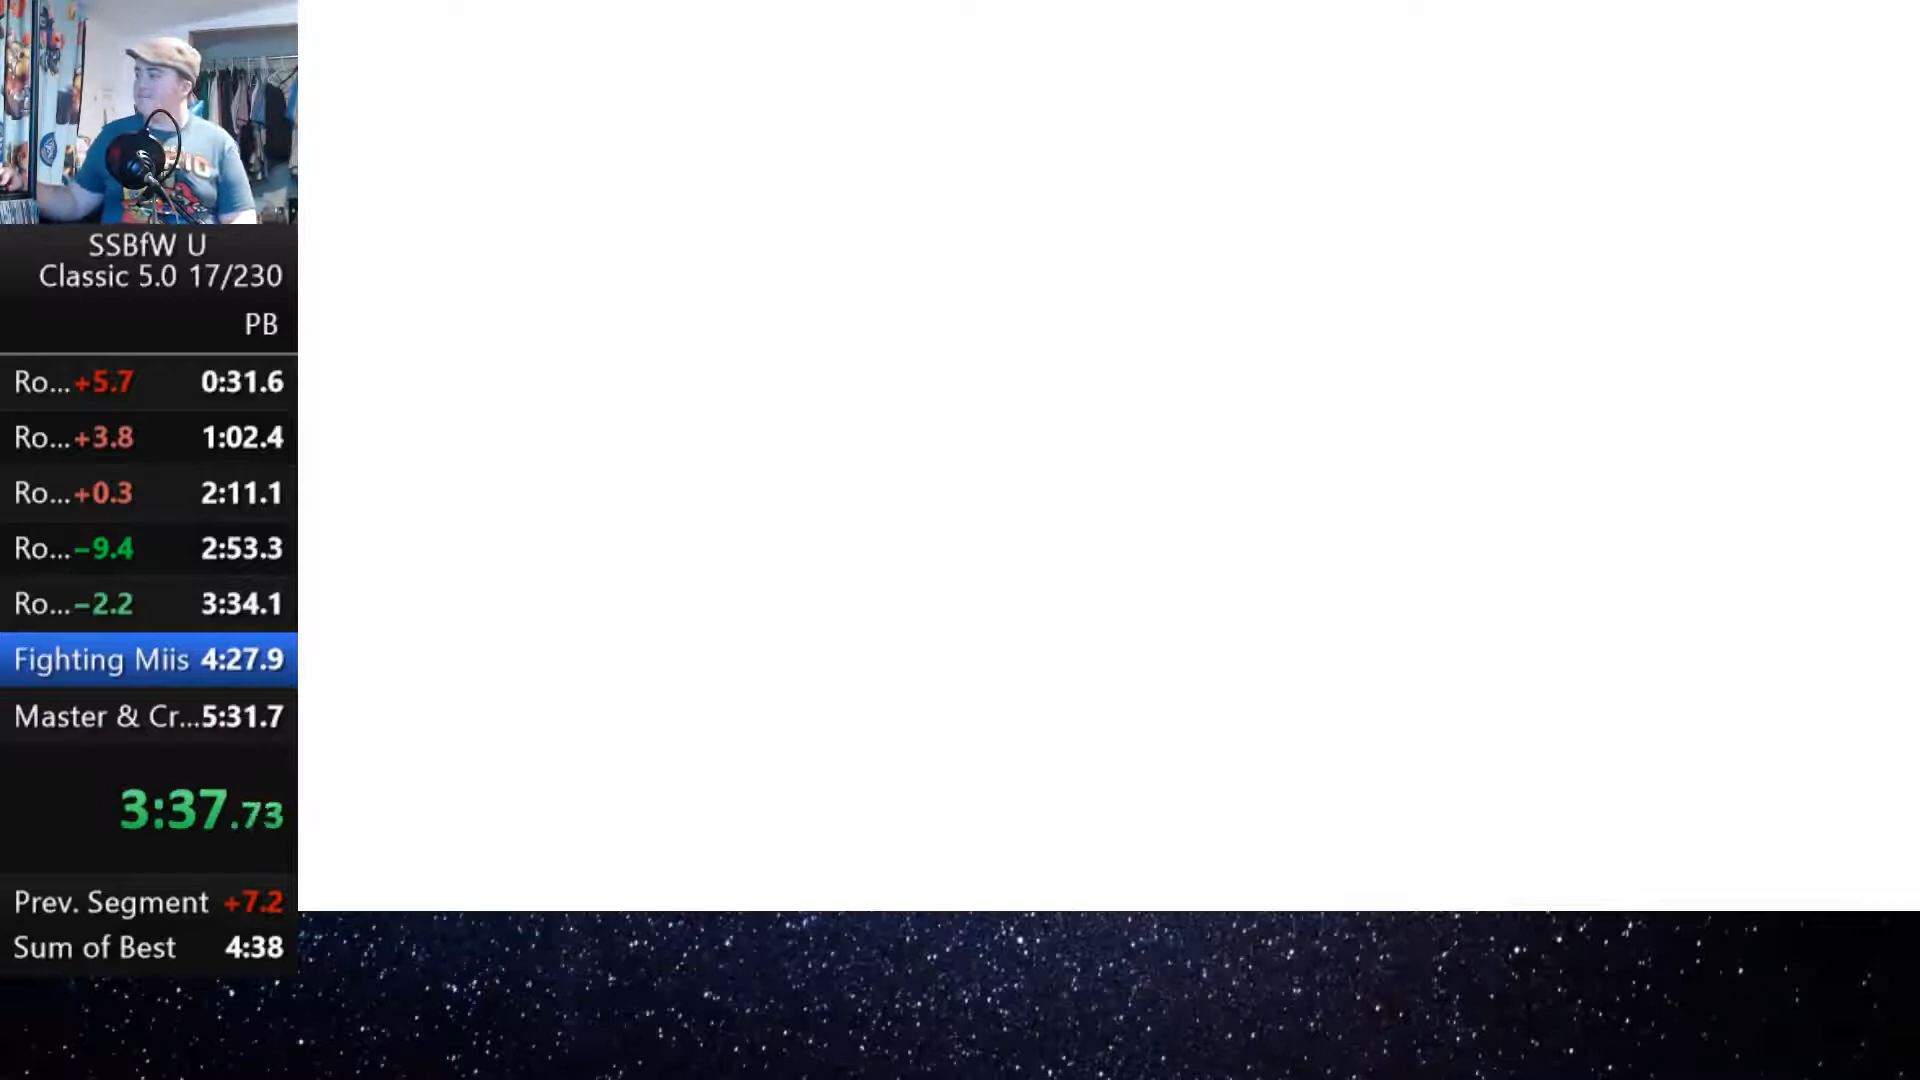 SSBfW U
Classic 5.0 17/230
PB
Ro... +5.7 0:31.6
Ro... +3.8 1:02.4
Ro... +0.3 2:11.1
Ro... −9.4 2:53.3
Ro... −2.2 3:34.1
Fighting Miis 4:27.9
Master & Cr... 5:31.7
3:37.73
Prev. Segment +7.2
Sum of Best 4:38